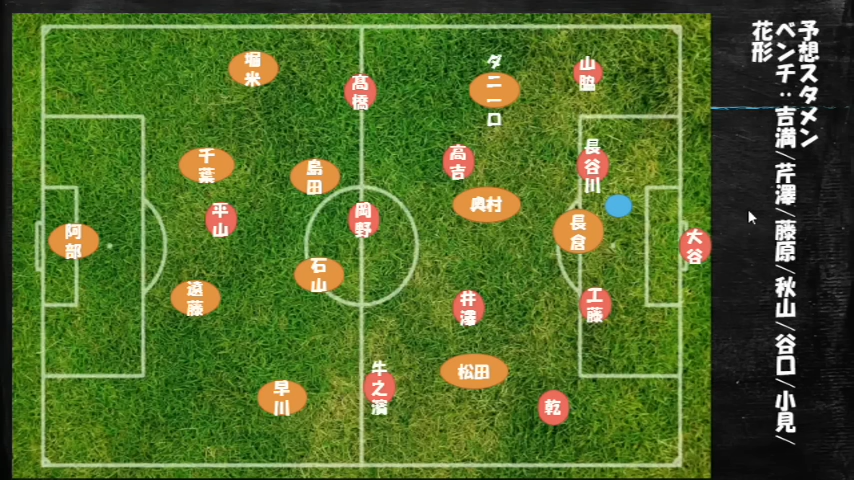 予想スタメン
ベンチ：吉満/芹澤/藤原/秋山/谷口/小見/
花形
堀米
髙橋
ダニーロ
山脇
千葉
島田
高吉
長谷川
平山
岡野
奥村
長倉
阿部
大谷
遠藤
石山
井澤
工藤
早川
牛之濱
松田
乾